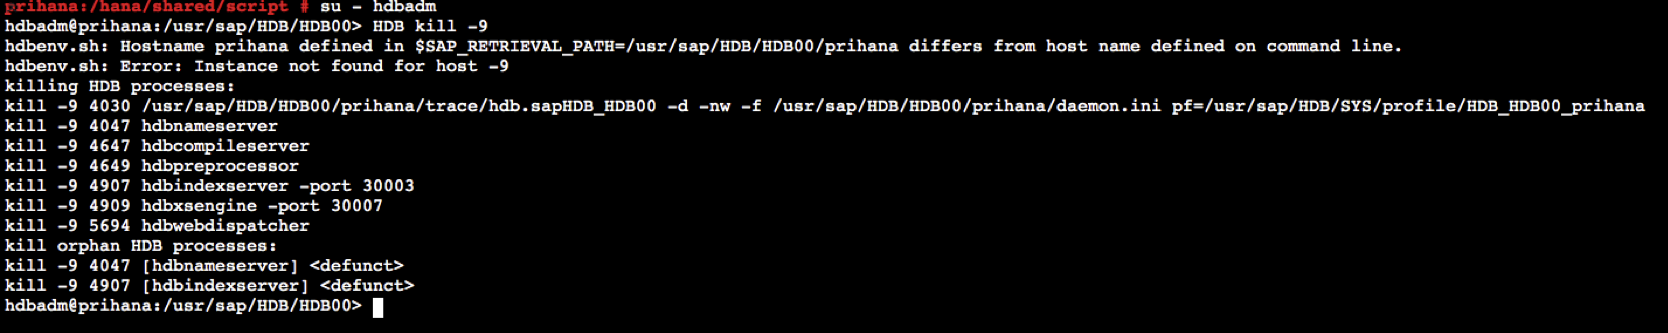 prihana:/hana/shared/script # su - hdbadm
hdbadm@prihana:/usr/sap/HDB/HDB00> HDB kill -9
hdbenv.sh: Hostname prihana defined in $SAP_RETRIEVAL_PATH=/usr/sap/HDB/HDB00/prihana differs from host name defined on command line.
hdbenv.sh: Error: Instance not found for host -9
killing HDB processes:
kill -9 4030 /usr/sap/HDB/HDB00/prihana/trace/hdb.sapHDB_HDB00 -d -nw -f /usr/sap/HDB/HDB00/prihana/daemon.ini pf=/usr/sap/HDB/SYS/profile/HDB_HDB00_prihana
kill -9 4047 hdbnameserver
kill -9 4647 hdbcompileserver
kill -9 4649 hdbpreprocessor
kill -9 4907 hdbindexserver -port 30003
kill -9 4909 hdbxsengine -port 30007
kill -9 5694 hdbwebdispatcher
kill orphan HDB processes:
kill -9 4047 [hdbnameserver] <defunct>
kill -9 4907 [hdbindexserver] <defunct>
hdbadm@prihana:/usr/sap/HDB/HDB00>